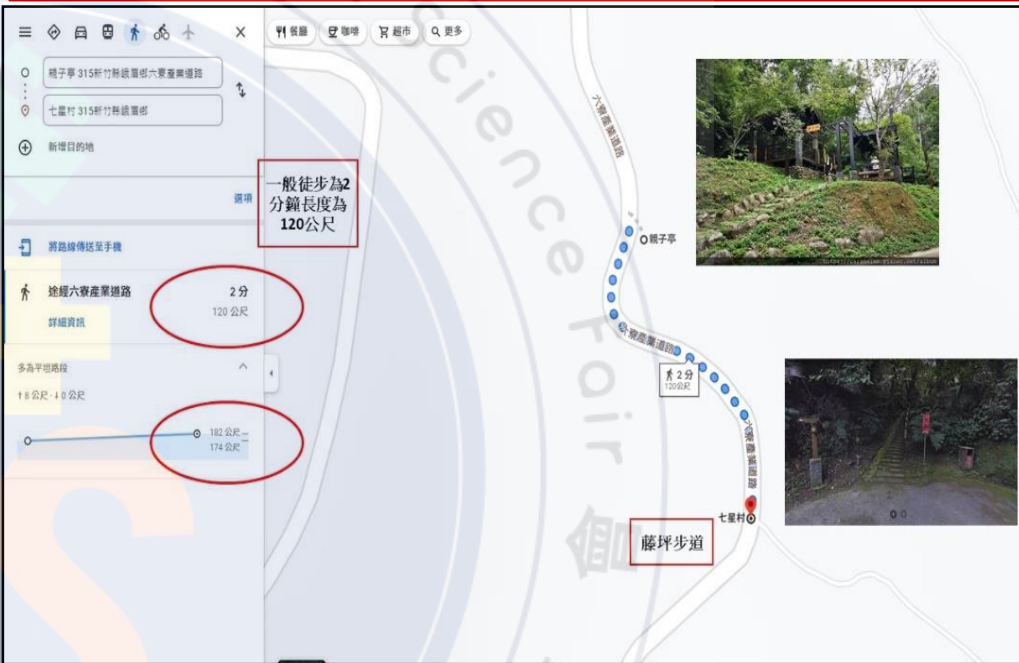 餐廳
咖啡
超市
更多
親子亭 315新竹縣峨眉鄉六寮產業道路
七星村 315新竹縣峨眉鄉
新增目的地
選項
一般徒步為2
分鐘長度為
120公尺
將路線傳送至手機
途經六寮產業道路
2 分
120 公尺
詳細資訊
多為平坦路段
↑8 公尺·↓0 公尺
182 公尺
174 公尺
六寮產業道路
親子亭
六寮產業道路
2 分
120公尺
六寮產業道路
七星村
藤坪步道
cience Fair
會